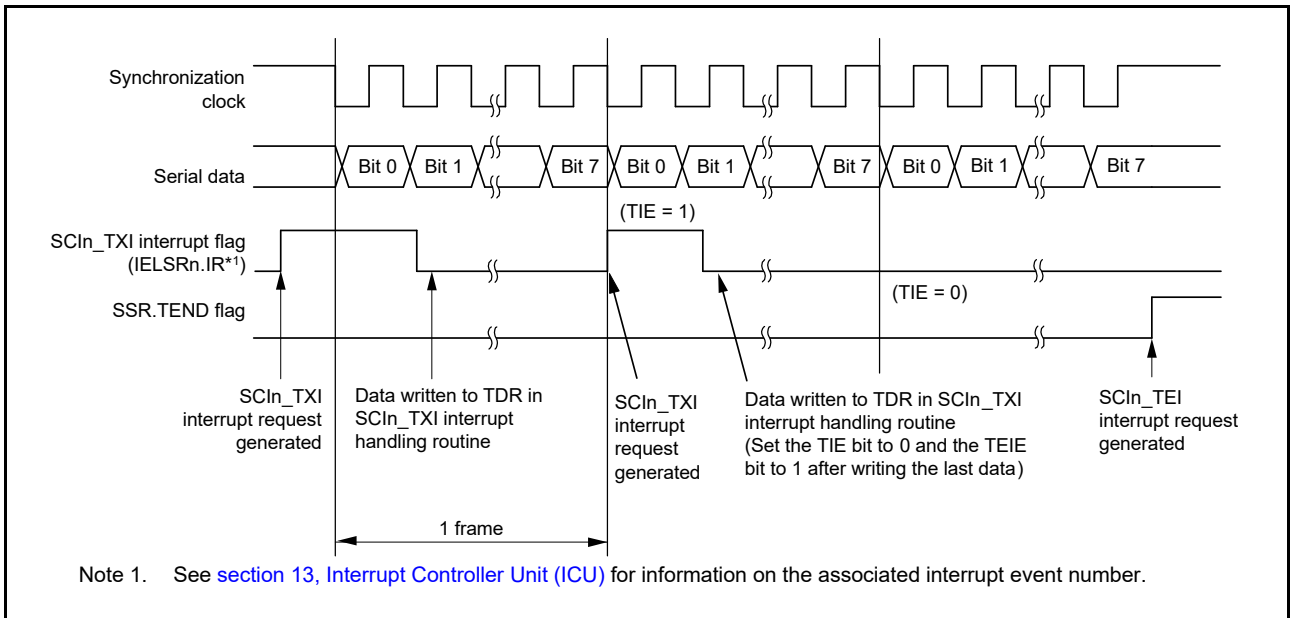 Synchronization
clock
Serial data
Bit 0
Bit 1
Bit 7
Bit 0
Bit 1
Bit 7
Bit 0
Bit 1
Bit 7
(TIE = 1)
SCIn_TXI interrupt flag
(IELSRn.IR*1)
(TIE = 0)
SSR.TEND flag
SCIn_TXI
interrupt request
generated
Data written to TDR in
SCIn_TXI interrupt
handling routine
SCIn_TXI
interrupt
request
generated
Data written to TDR in SCIn_TXI
interrupt handling routine
(Set the TIE bit to 0 and the TEIE
bit to 1 after writing the last data)
SCIn_TEI
interrupt request
generated
1 frame
Note 1. See section 13, Interrupt Controller Unit (ICU) for information on the associated interrupt event number.